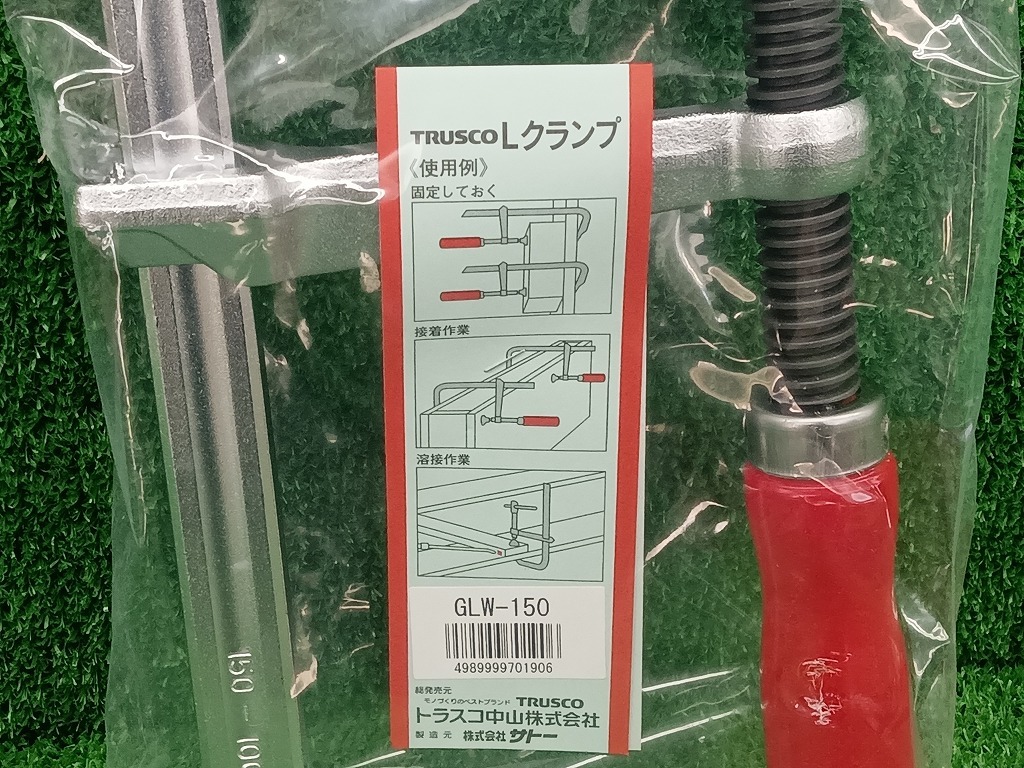 TRUSCO Lクランプ
《使用例》
固定しておく
接着作業
溶接作業
GLW-150
4989999701906
総発売元
モノづくりのベストブランド TRUSCO
トラスコ中山株式会社
製造元 株式会社サトー
150 - 100